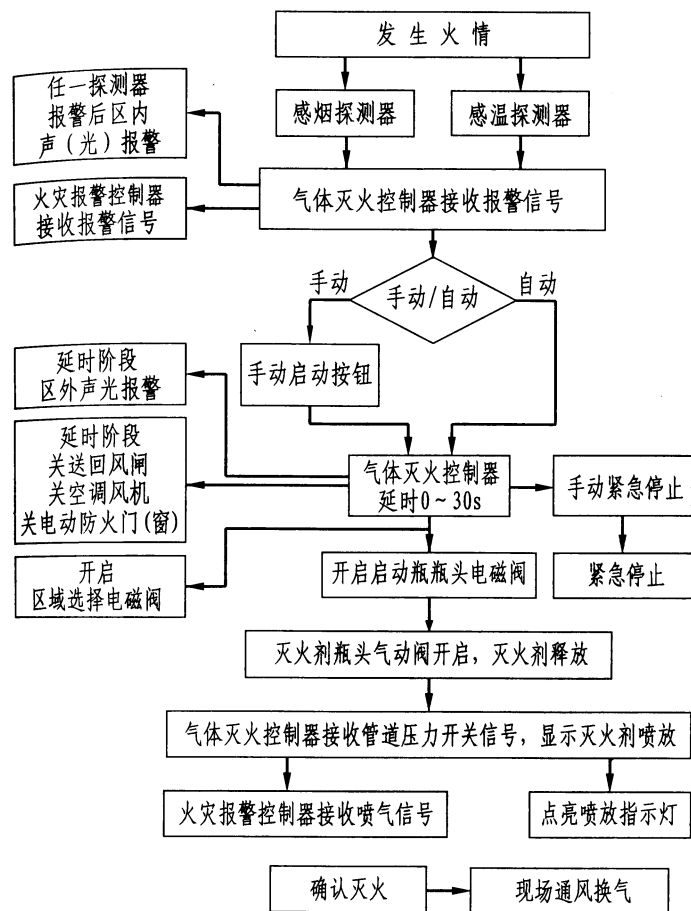 发生火情
任一探测器
报警后区内
声(光)报警
感烟探测器
感温探测器
火灾报警控制器
接收报警信号
气体灭火控制器接收报警信号
手动
手动/自动
自动
延时阶段
区外声光报警
手动启动按钮
延时阶段
关送回风闸
关空调风机
关电动防火门(窗)
气体灭火控制器
延时0~30s
手动紧急停止
开启
区域选择电磁阀
开启启动瓶瓶头电磁阀
紧急停止
灭火剂瓶头气动阀开启,灭火剂释放
气体灭火控制器接收管道压力开关信号,显示灭火剂喷放
火灾报警控制器接收喷气信号
点亮喷放指示灯
确认灭火
现场通风换气